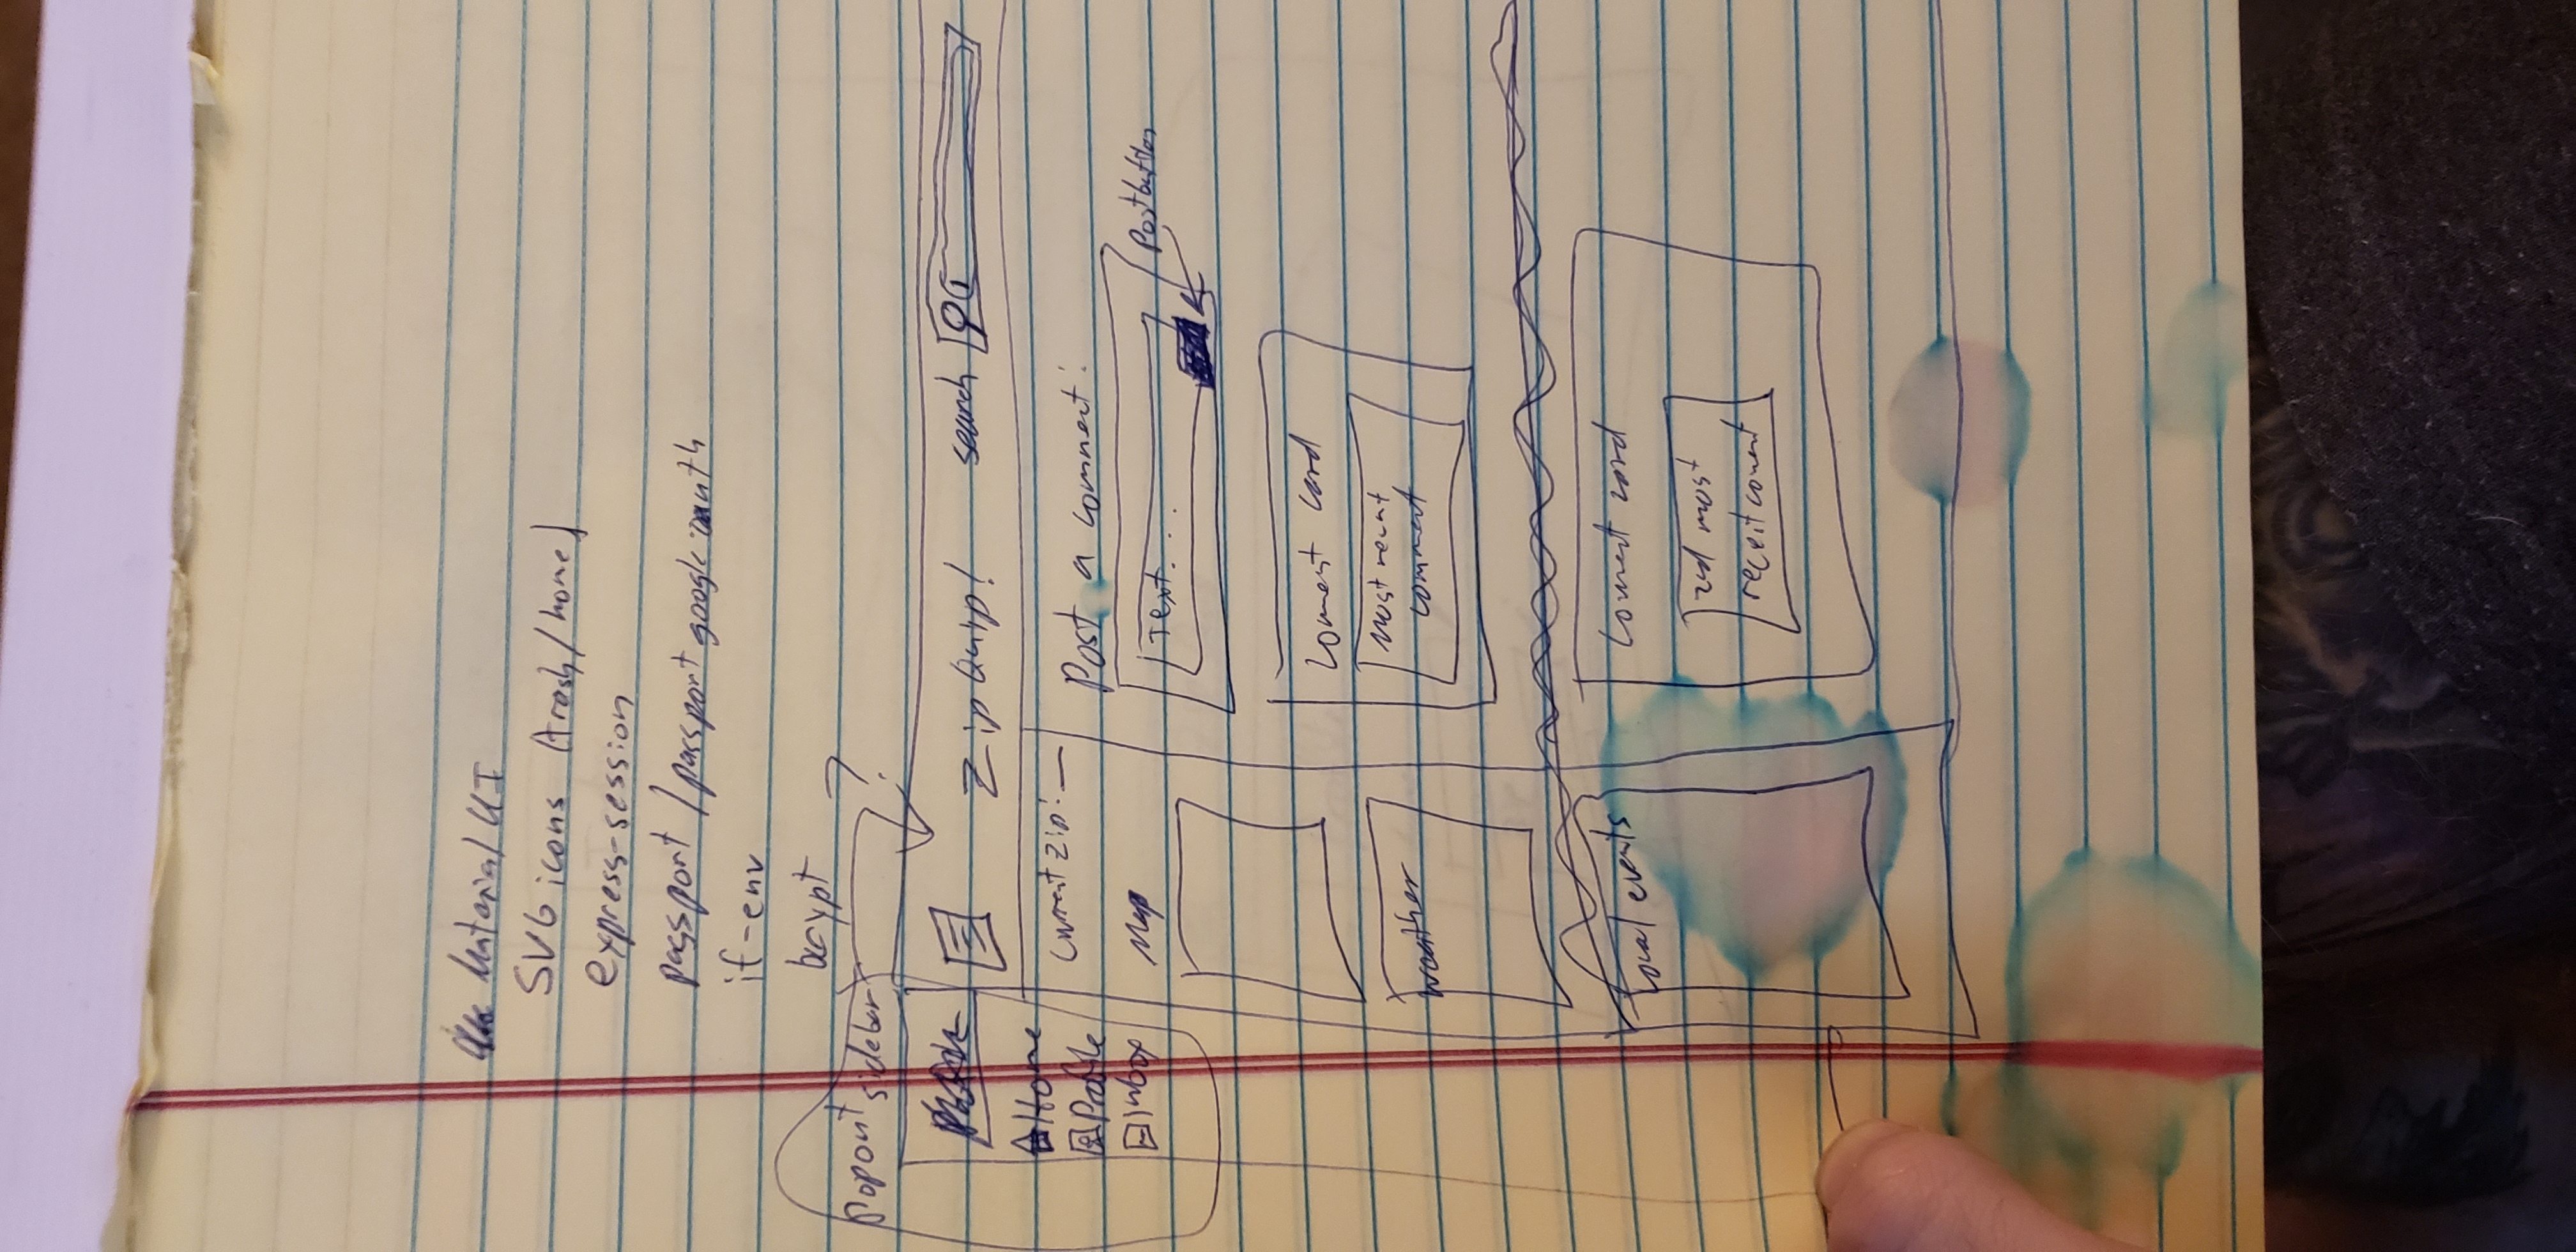 Material UI
SVG icons (trash/home)
express-session
passport / passport google oauth
if-env
bcrypt
?
Popout sidebar
Zip Quip!
search
Home
Profile
Inbox
Current Zip: __
Map
Weather
Local events
Post a comment:
Text...
Post button
Comment card
Most recent
comment
Comment card
2nd most
recent coment